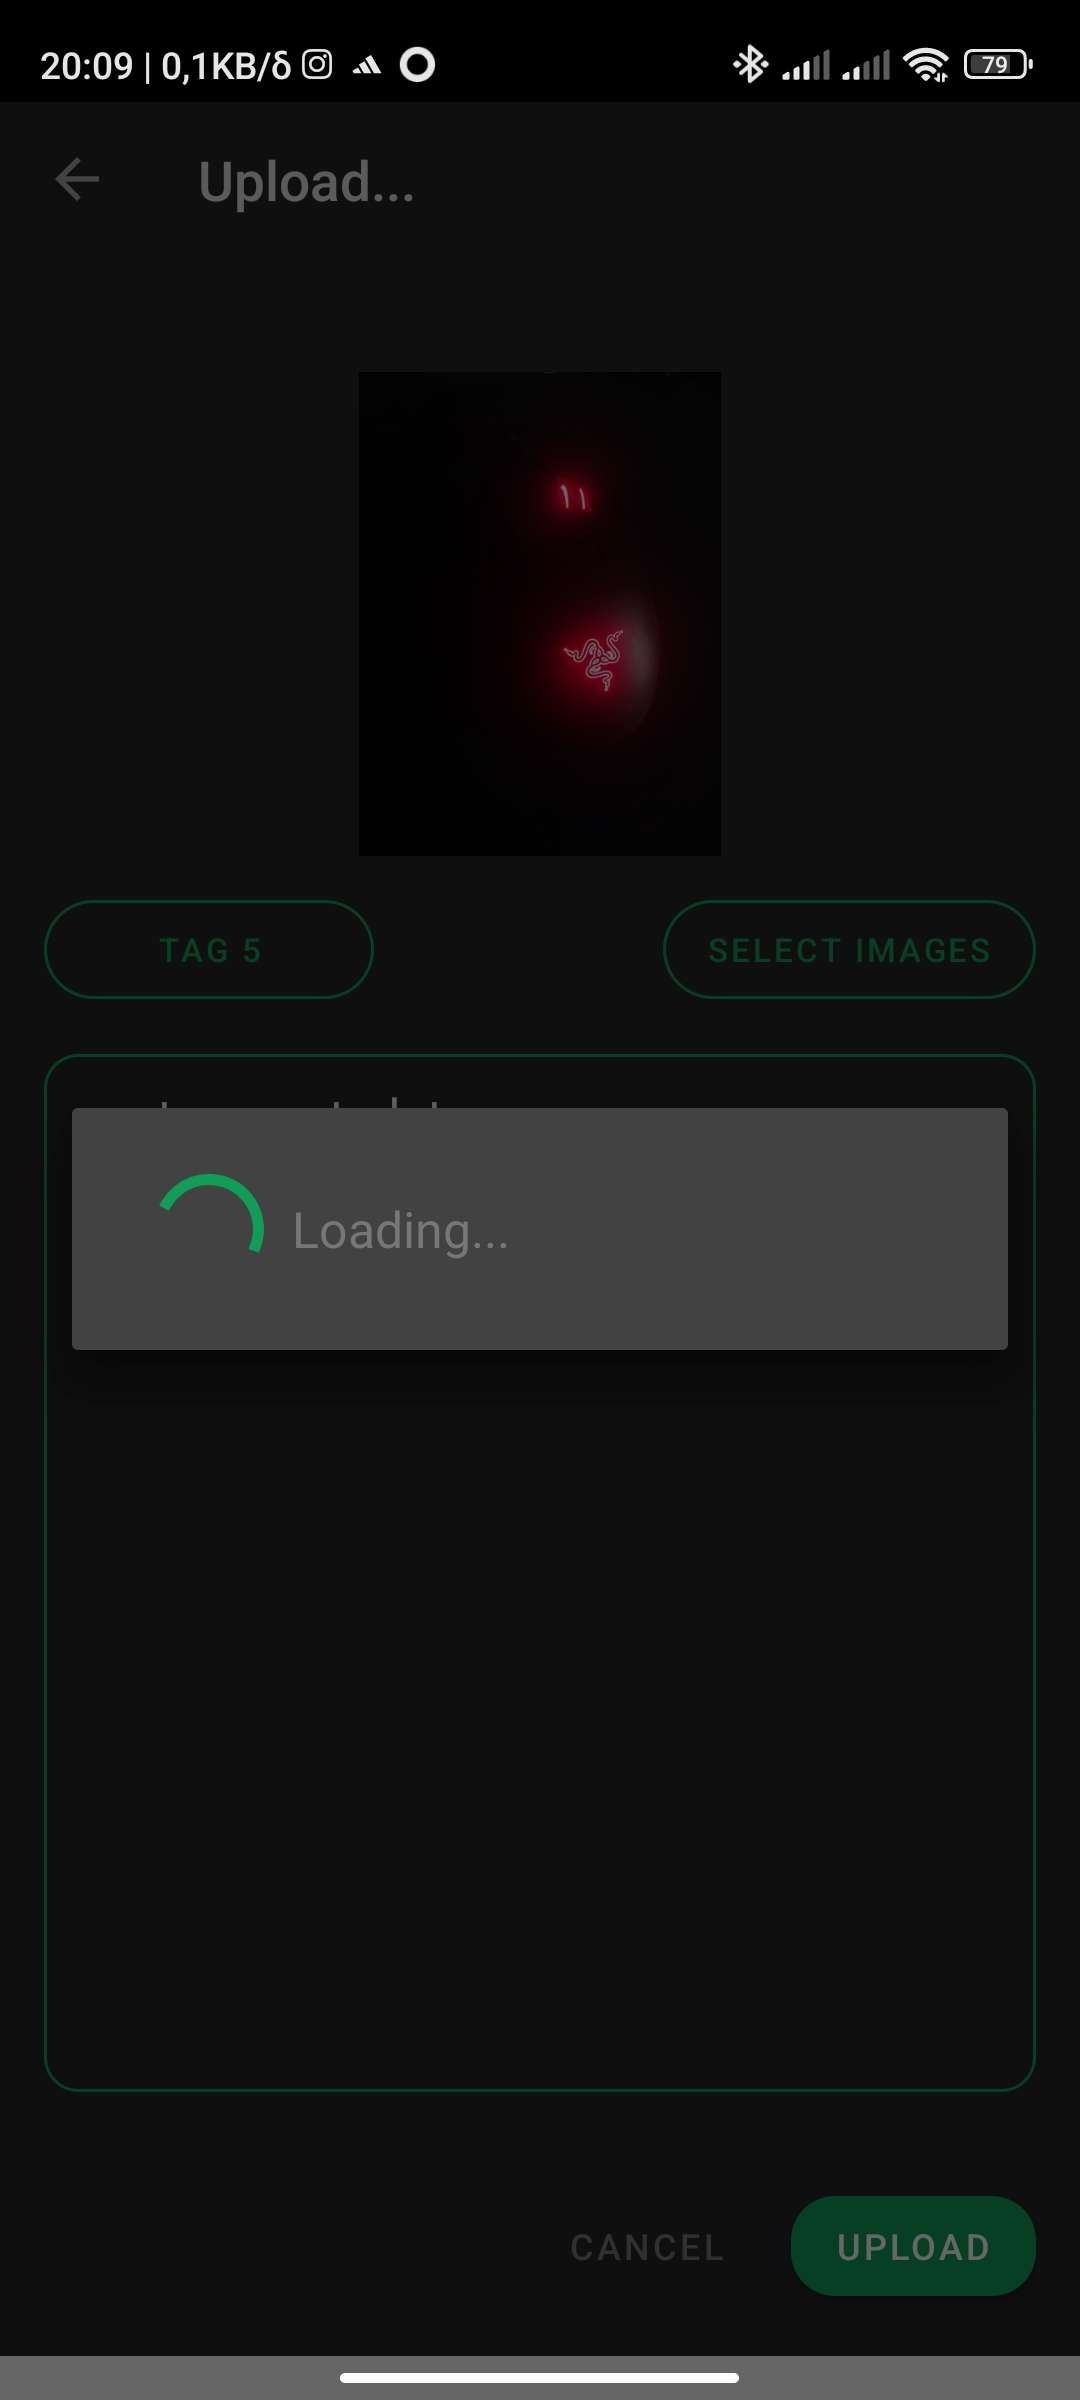 20:09 | 0,1KB/δ
79
Upload...
TAG 5
SELECT IMAGES
Loading...
CANCEL
UPLOAD